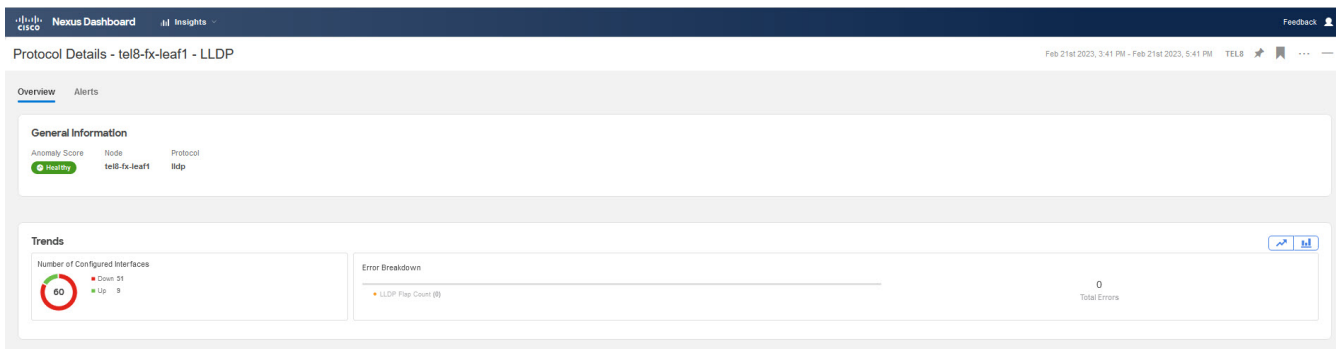 cisco Nexus Dashboard Insights Feedback
Protocol Details - tel8-fx-leaf1 - LLDP
Feb 21st 2023, 3:41 PM - Feb 21st 2023, 5:41 PM TEL8
Overview Alerts
General Information
Anomaly Score Node Protocol
Healthy tel8-fx-leaf1 lldp
Trends
Number of Configured Interfaces
60
Down 51
Up 9
Error Breakdown
LLDP Flap Count (0)
0
Total Errors